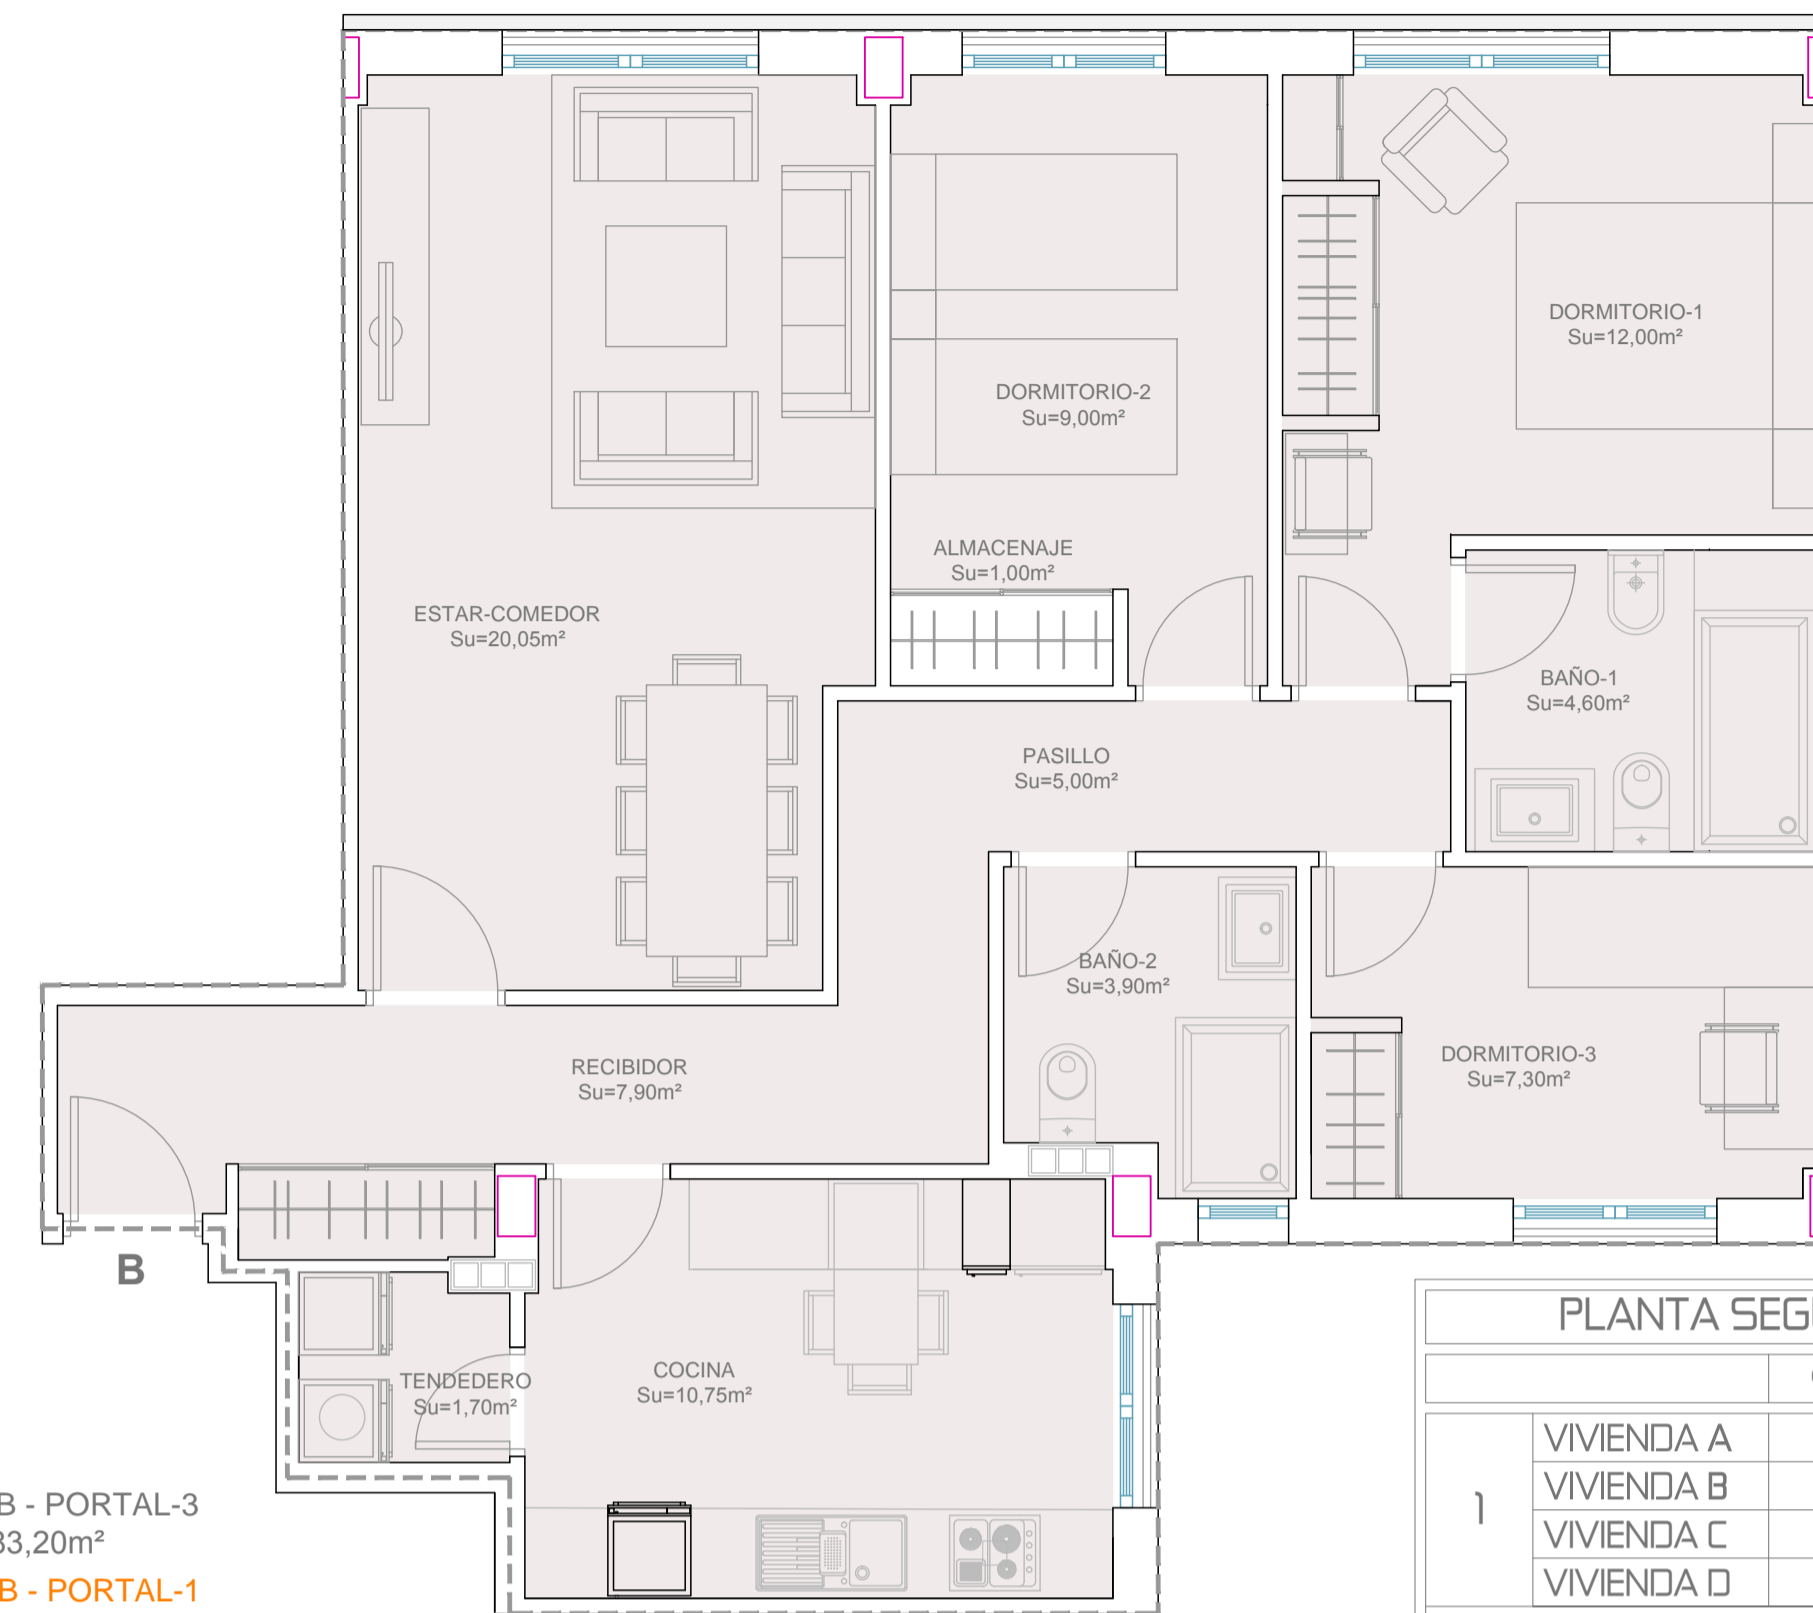 DORMITORIO-1
Su=12,00m²
DORMITORIO-2
Su=9,00m²
ALMACENAJE
Su=1,00m²
ESTAR-COMEDOR
Su=20,05m²
BAÑO-1
Su=4,60m²
PASILLO
Su=5,00m²
BAÑO-2
Su=3,90m²
RECIBIDOR
Su=7,90m²
DORMITORIO-3
Su=7,30m²
B
COCINA
Su=10,75m²
TENDEDERO
Su=1,70m²
B - PORTAL-3
33,20m²
B - PORTAL-1
PLANTA
1
VIVIENDA A
VIVIENDA B
VIVIENDA C
VIVIENDA D